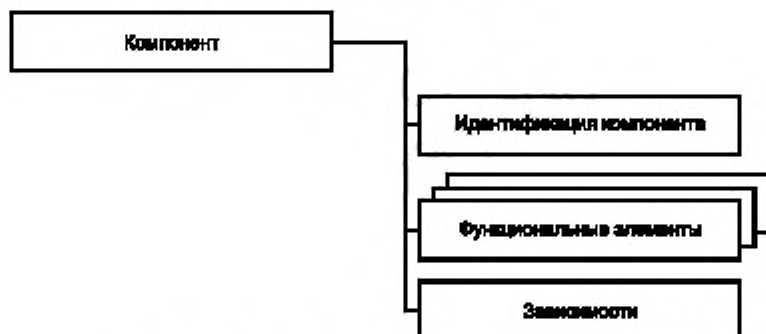 Компонент
Идентификация компонента
Функциональные элементы
Зависимости